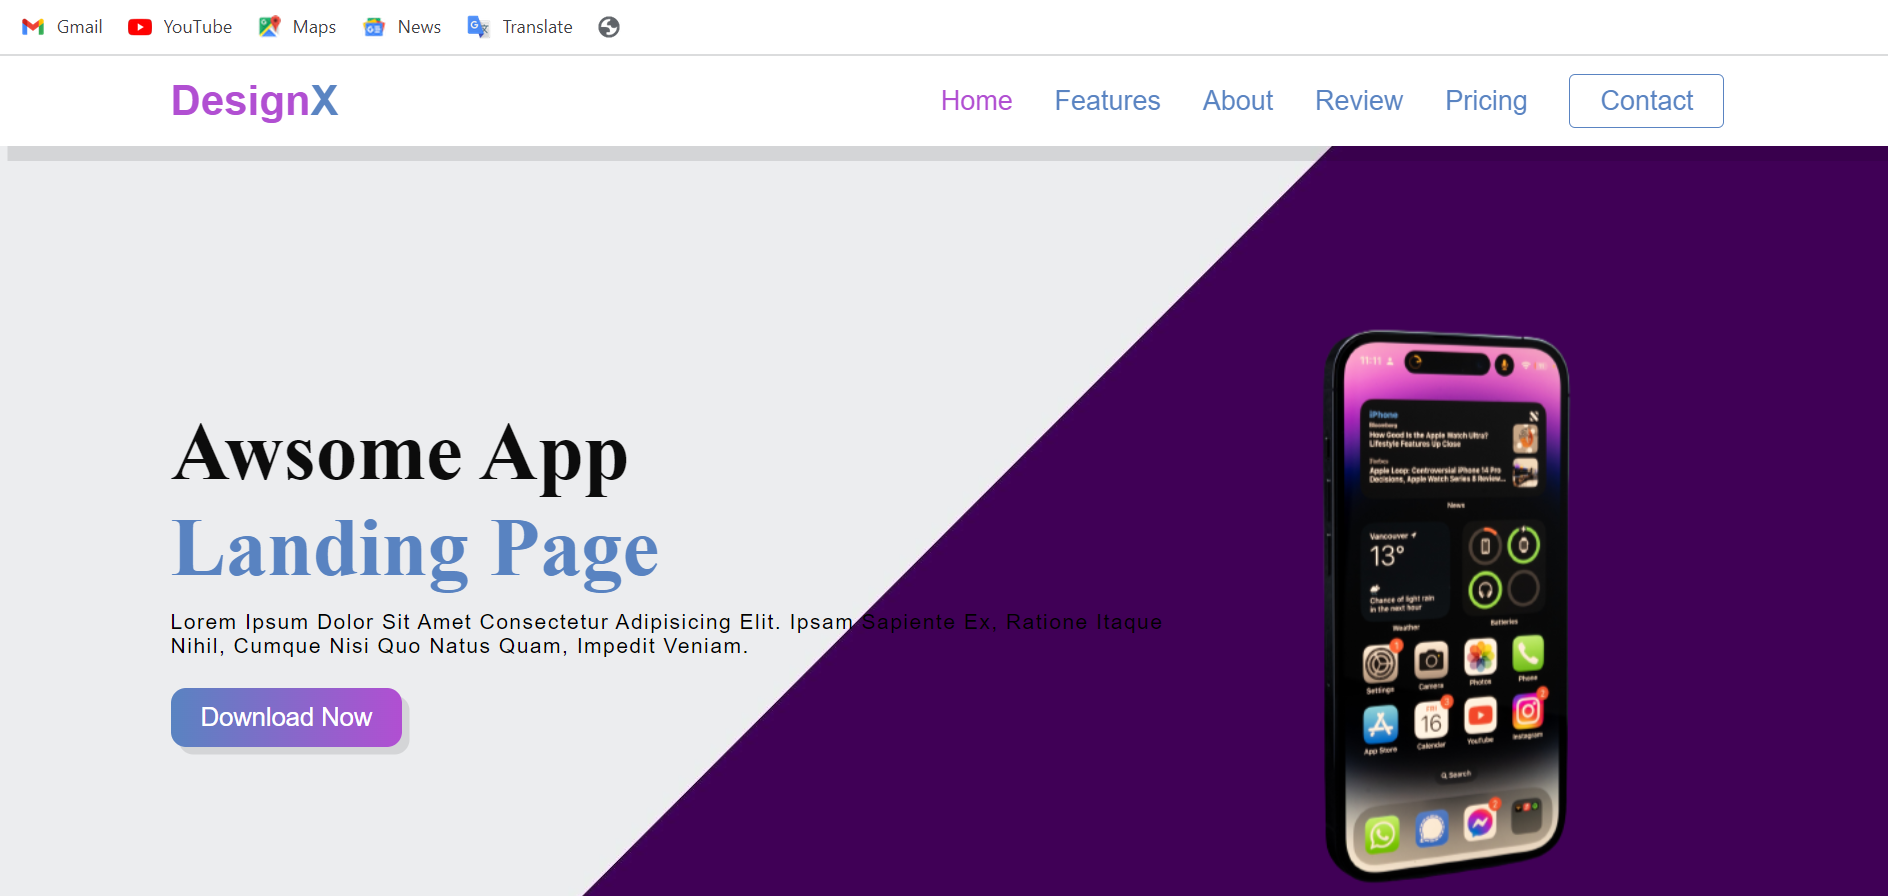 Gmail YouTube Maps News Translate
DesignX Home Features About Review Pricing Contact
Awsome App
Landing Page
Lorem Ipsum Dolor Sit Amet Consectetur Adipisicing Elit. Ipsam Sapiente Ex, Ratione Itaque
Nihil, Cumque Nisi Quo Natus Quam, Impedit Veniam.
Download Now
11:11
iPhone
Bloomberg
How Good Is the Apple Watch Ultra?
Lifestyle Features Up Close
Forbes
Apple Loop: Controversial iPhone 14 Pro
Decisions, Apple Watch Series 8 Review...
News
Vancouver
13°
Chance of light rain
in the next hour
Weather Batteries
1
Settings Camera Photos Phone
FRI 3 2
16
App Store Calendar YouTube Instagram
Search
2